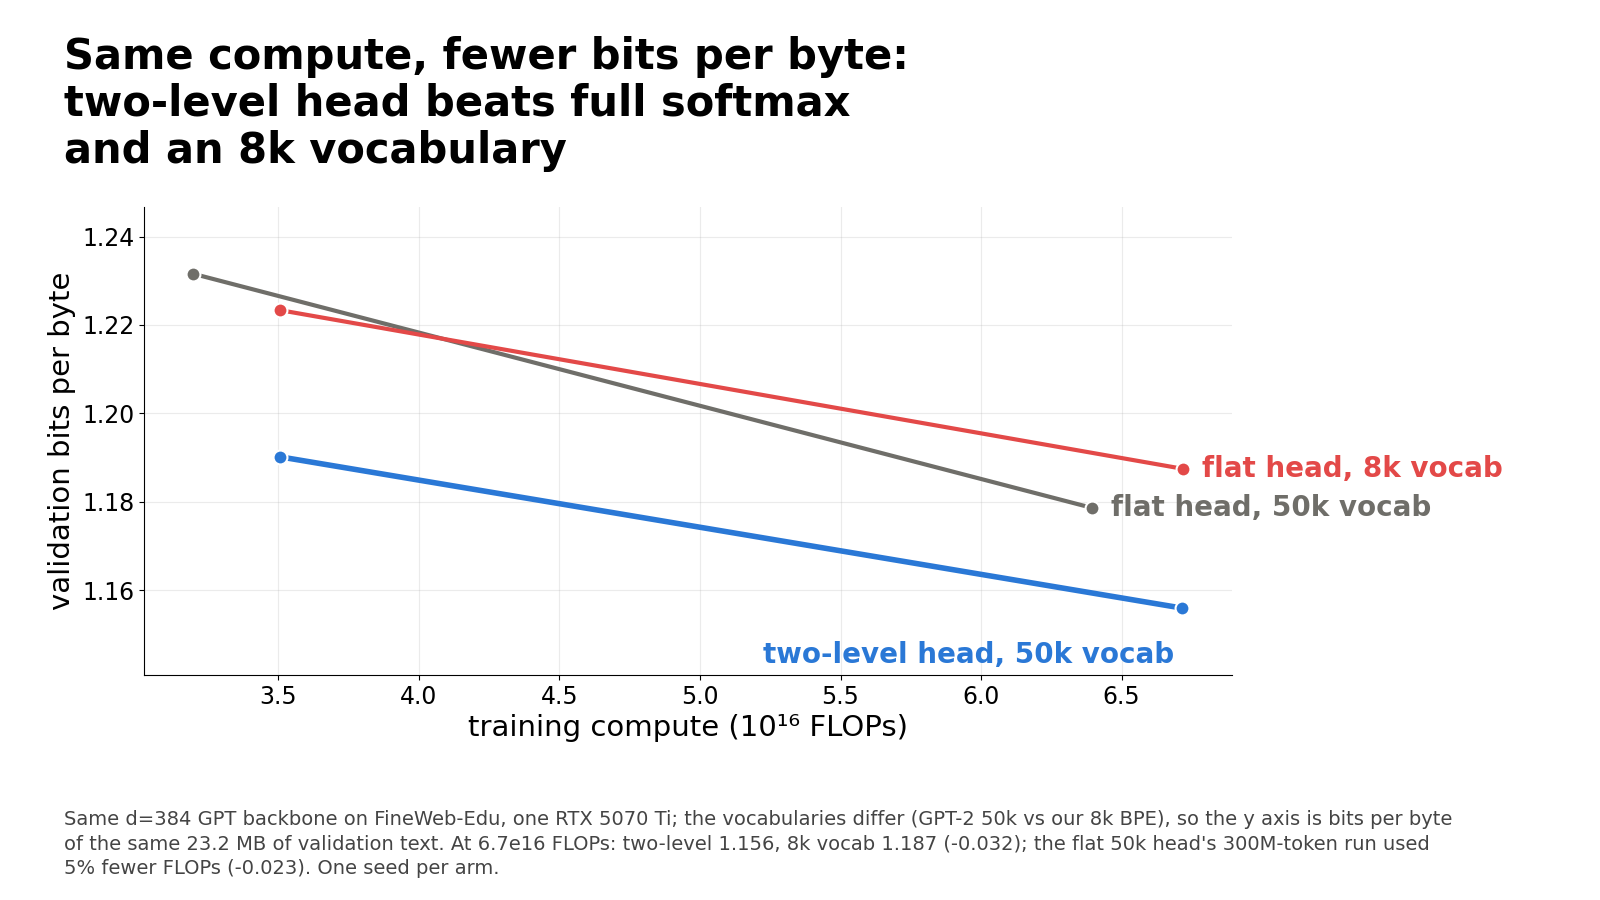 Same compute, fewer bits per byte:
two-level head beats full softmax
and an 8k vocabulary
validation bits per byte
1.24
1.22
1.20
1.18
1.16
flat head, 8k vocab
flat head, 50k vocab
two-level head, 50k vocab
3.5 4.0 4.5 5.0 5.5 6.0 6.5
training compute (10¹⁶ FLOPs)
Same d=384 GPT backbone on FineWeb-Edu, one RTX 5070 Ti; the vocabularies differ (GPT-2 50k vs our 8k BPE), so the y axis is bits per byte
of the same 23.2 MB of validation text. At 6.7e16 FLOPs: two-level 1.156, 8k vocab 1.187 (-0.032); the flat 50k head's 300M-token run used
5% fewer FLOPs (-0.023). One seed per arm.